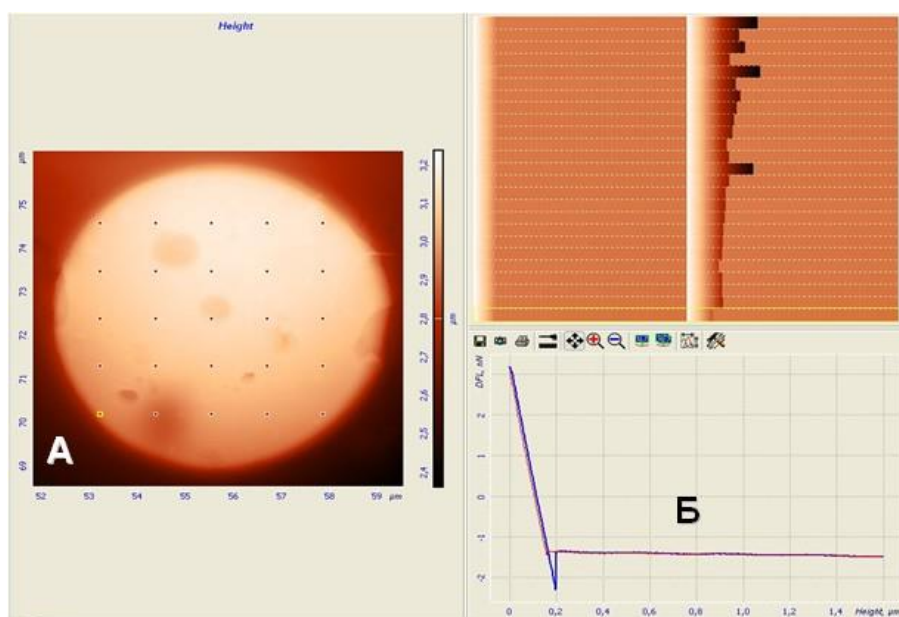 Height
µm
75
74
73
72
71
70
69
52 53 54 55 56 57 58 59 µm
3,2
3,1
3,0
2,9
2,8
2,7
2,6
2,5
2,4
µm
А
DFL, nN
3
2
1
0
-1
-2
0 0,2 0,4 0,6 0,8 1,0 1,2 1,4 Height, µm
Б